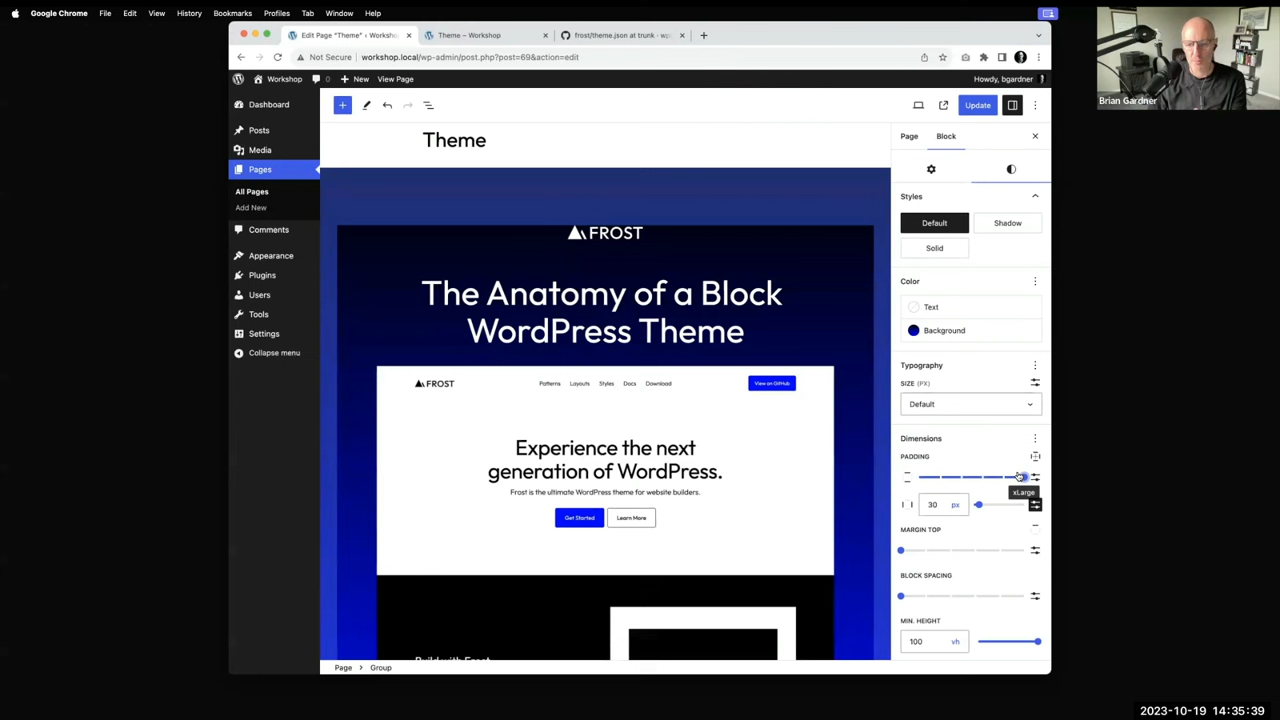 Google Chrome File Edit View History Bookmarks Profiles Tab Window Help
Edit Page "Theme" ‹ Worksho
Theme – Workshop
frost/theme.json at trunk · wp
Not Secure workshop.local/wp-admin/post.php?post=69&action=edit
Brian Gardner
Workshop 0 New View Page Howdy, bgardner
Dashboard
Posts
Media
Pages
All Pages
Add New
Comments
Appearance
Plugins
Users
Tools
Settings
Collapse menu
Update
Theme
FROST
The Anatomy of a Block
WordPress Theme
FROST Patterns Layouts Styles Docs Download View on GitHub
Experience the next
generation of WordPress.
Frost is the ultimate WordPress theme for website builders.
Get Started Learn More
Build with Frost
Page Block
Styles
Default Shadow
Solid
Color
Text
Background
Typography
SIZE (PX)
Default
Dimensions
PADDING
xLarge
30 px
MARGIN TOP
BLOCK SPACING
MIN. HEIGHT
100 vh
Page Group
2023-10-19 14:35:39